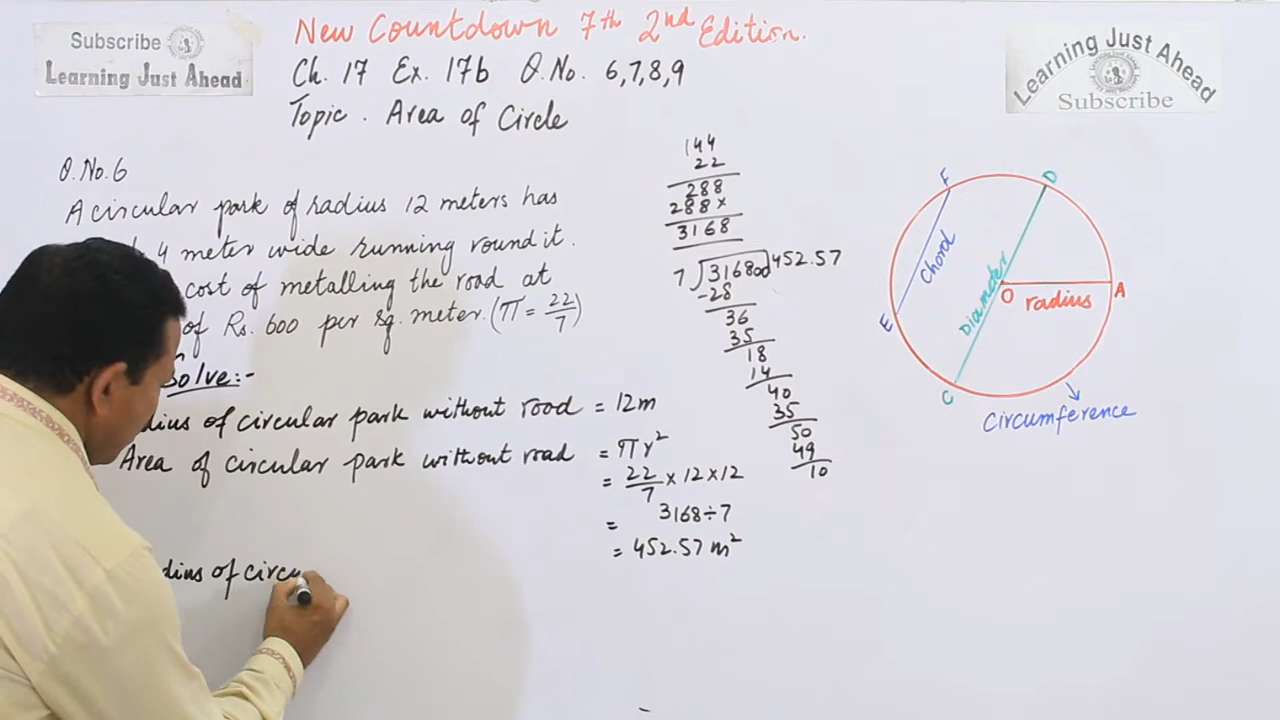 Subscribe
Learning Just Ahead
New Countdown 7th 2nd Edition.
Ch. 17 Ex. 17b Q.No. 6,7,8,9
Topic. Area of Circle
Learning Just Ahead
Subscribe
Q.No.6
A circular park of radius 12 meters has
4 meter wide running round it.
cost of metalling the road at
of Rs. 600 per sq. meter. (π = 22/7)
Solve:-
dius of circular park without road = 12m
Area of circular park without road = πr²
= 22/7 × 12 × 12
= 3168÷7
= 452.57 m²
dius of circu
144
22
288
288×
3168
7)316800 452.57
-28
36
35
18
14
40
35
50
49
10
F
D
Chord
Diameter
O
radius
A
E
C
Circumference